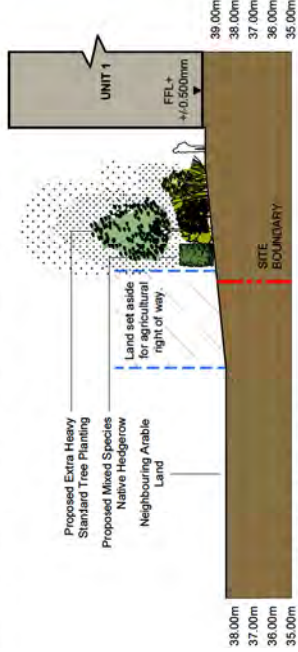 Proposed Extra Heavy
Standard Tree Planting
Proposed Mixed Species
Native Hedgerow
Neighbouring Arable
Land
Land set aside
for agricultural
right of way.
UNIT 1
FFL+
+/-0.500mm
SITE
BOUNDARY
38.00m
37.00m
36.00m
35.00m
39.00m
38.00m
37.00m
36.00m
35.00m